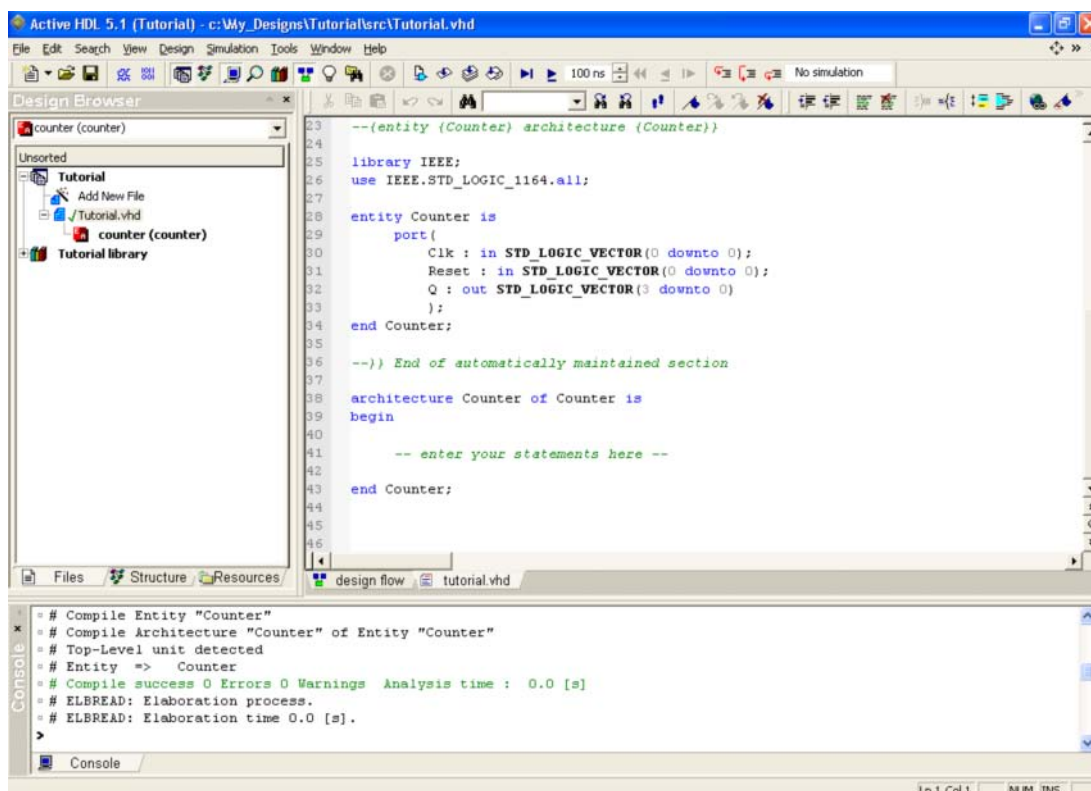 Active HDL 5.1 (Tutorial) - c:\My_Designs\Tutorial\src\Tutorial.vhd
File Edit Search View Design Simulation Tools Window Help
100 ns No simulation
Design Browser
counter (counter)
Unsorted
Tutorial
Add New File
Tutorial.vhd
counter (counter)
Tutorial library
Files Structure Resources
23 --{entity {Counter} architecture {Counter}}
24
25 library IEEE;
26 use IEEE.STD_LOGIC_1164.all;
27
28 entity Counter is
29 port(
30 Clk : in STD_LOGIC_VECTOR(0 downto 0);
31 Reset : in STD_LOGIC_VECTOR(0 downto 0);
32 Q : out STD_LOGIC_VECTOR(3 downto 0)
33 );
34 end Counter;
35
36 --}} End of automatically maintained section
37
38 architecture Counter of Counter is
39 begin
40
41 -- enter your statements here --
42
43 end Counter;
44
45
46
design flow tutorial.vhd
# Compile Entity "Counter"
# Compile Architecture "Counter" of Entity "Counter"
# Top-Level unit detected
# Entity => Counter
# Compile success 0 Errors 0 Warnings Analysis time : 0.0 [s]
# ELBREAD: Elaboration process.
# ELBREAD: Elaboration time 0.0 [s].
>
Console
Console
Ln 1 Col 1 NUM INS